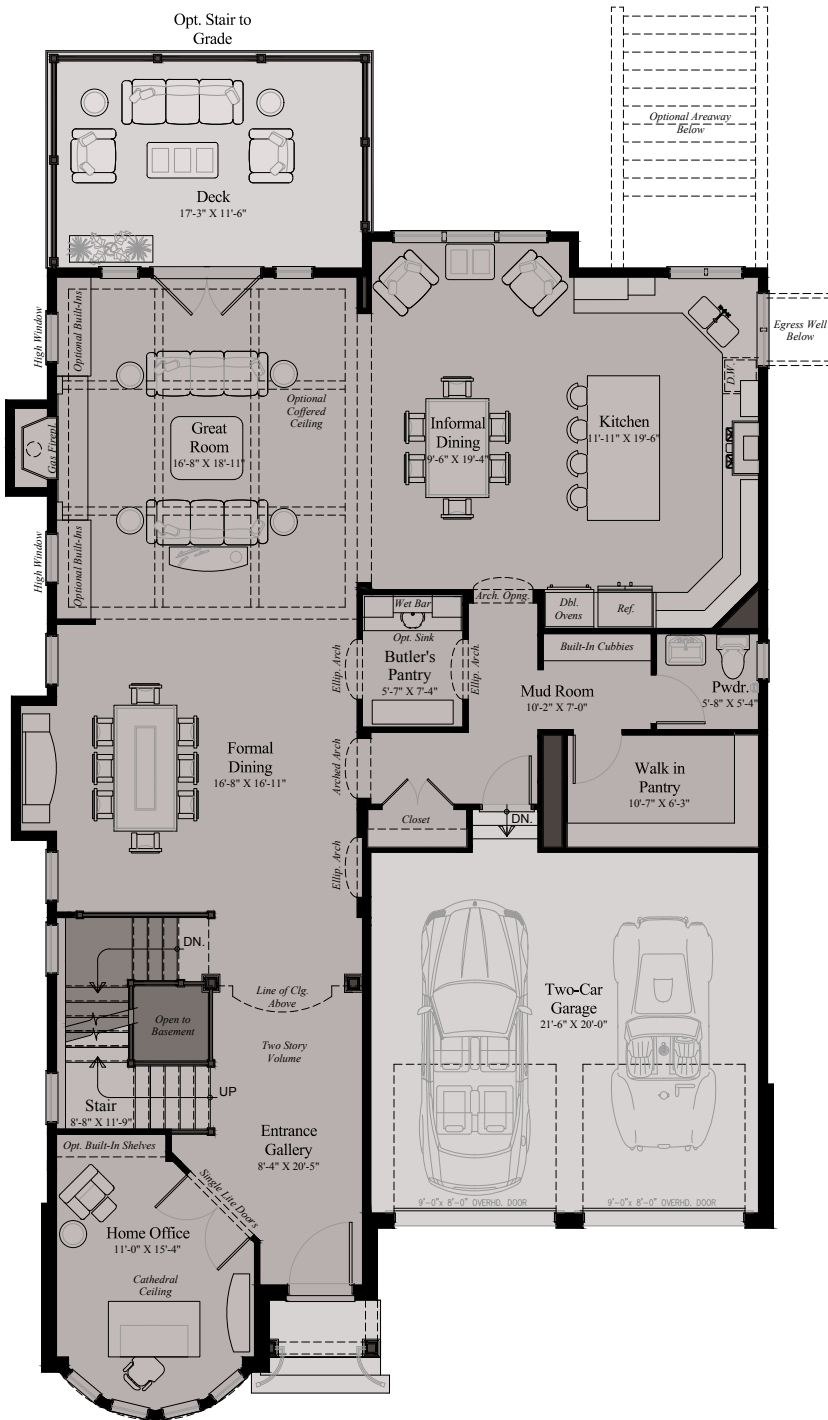 Opt. Stair to
Grade
Optional Areaway
Below
Deck
17'-3" X 11'-6"
High Window
Optional Built-Ins
Egress Well
Below
D.W.
Optional
Coffered
Ceiling
Great
Room
16'-8" X 18'-11"
Gas Firepl.
Informal
Dining
9'-6" X 19'-4"
Kitchen
11'-11" X 19'-6"
High Window
Optional Built-Ins
Wet Bar
Opt. Sink
Arch. Opng.
Dbl.
Ovens
Ref.
Ellip. Arch
Butler's
Pantry
5'-7" X 7'-4"
Ellip. Arch.
Built-In Cubbies
Mud Room
10'-2" X 7'-0"
Pwdr.
5'-8" X 5'-4"
Formal
Dining
16'-8" X 16'-11"
Arched Arch
Walk in
Pantry
10'-7" X 6'-3"
Closet
DN.
Ellip. Arch
DN.
Line of Clg.
Above
Open to
Basement
Two Story
Volume
Two-Car
Garage
21'-6" X 20'-0"
UP
Stair
8'-8" X 11'-9"
Opt. Built-In Shelves
Entrance
Gallery
8'-4" X 20'-5"
Single Lite Doors
9'-0"x 8'-0" OVERHD. DOOR
9'-0"x 8'-0" OVERHD. DOOR
Home Office
11'-0" X 15'-4"
Cathedral
Ceiling